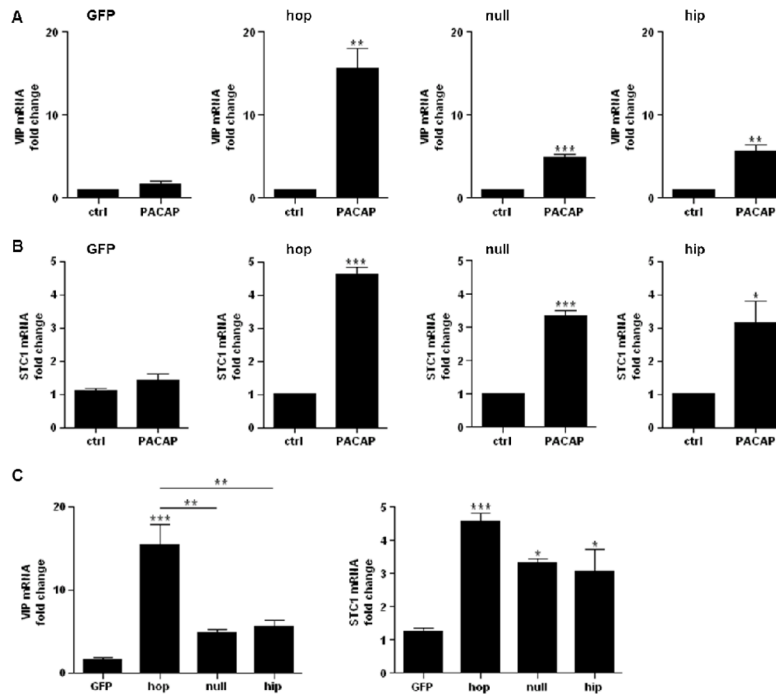 A GFP hop null hip
VIP mRNA fold change 20 10 0 ctrl PACAP
VIP mRNA fold change 20 10 0 ** ctrl PACAP
VIP mRNA fold change 20 10 0 *** ctrl PACAP
VIP mRNA fold change 20 10 0 ** ctrl PACAP
B GFP hop null hip
STC1 mRNA fold change 5 4 3 2 1 0 ctrl PACAP
STC1 mRNA fold change 5 4 3 2 1 0 *** ctrl PACAP
STC1 mRNA fold change 5 4 3 2 1 0 *** ctrl PACAP
STC1 mRNA fold change 5 4 3 2 1 0 * ctrl PACAP
C
VIP mRNA fold change 20 10 0 ** ** *** GFP hop null hip
STC1 mRNA fold change 5 4 3 2 1 0 *** * * GFP hop null hip